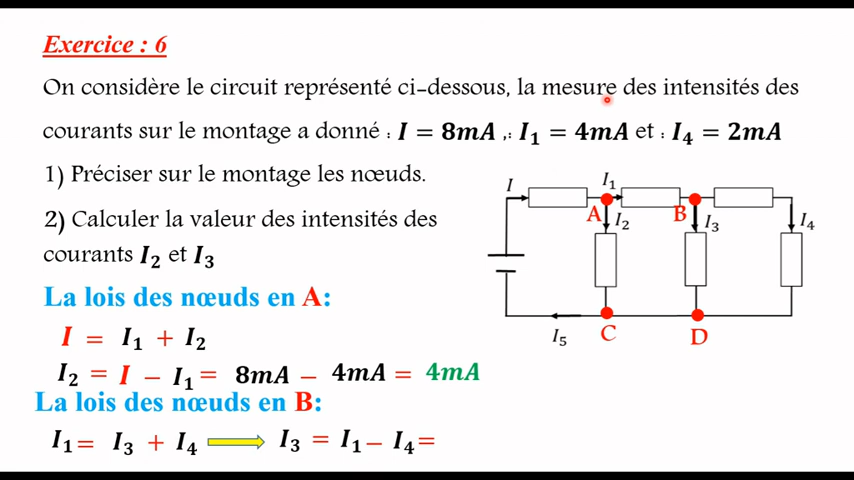 Exercice : 6
On considère le circuit représenté ci-dessous, la mesure des intensités des
courants sur le montage a donné : I = 8mA ,: I₁ = 4mA et : I₄ = 2mA
1) Préciser sur le montage les nœuds.
2) Calculer la valeur des intensités des
courants I₂ et I₃
I
I₁
A
I₂
B
I₃
I₄
I₅
C
D
La lois des nœuds en A:
I = I₁ + I₂
I₂ = I − I₁ = 8mA − 4mA = 4mA
La lois des nœuds en B:
I₁ = I₃ + I₄ I₃ = I₁ − I₄ =